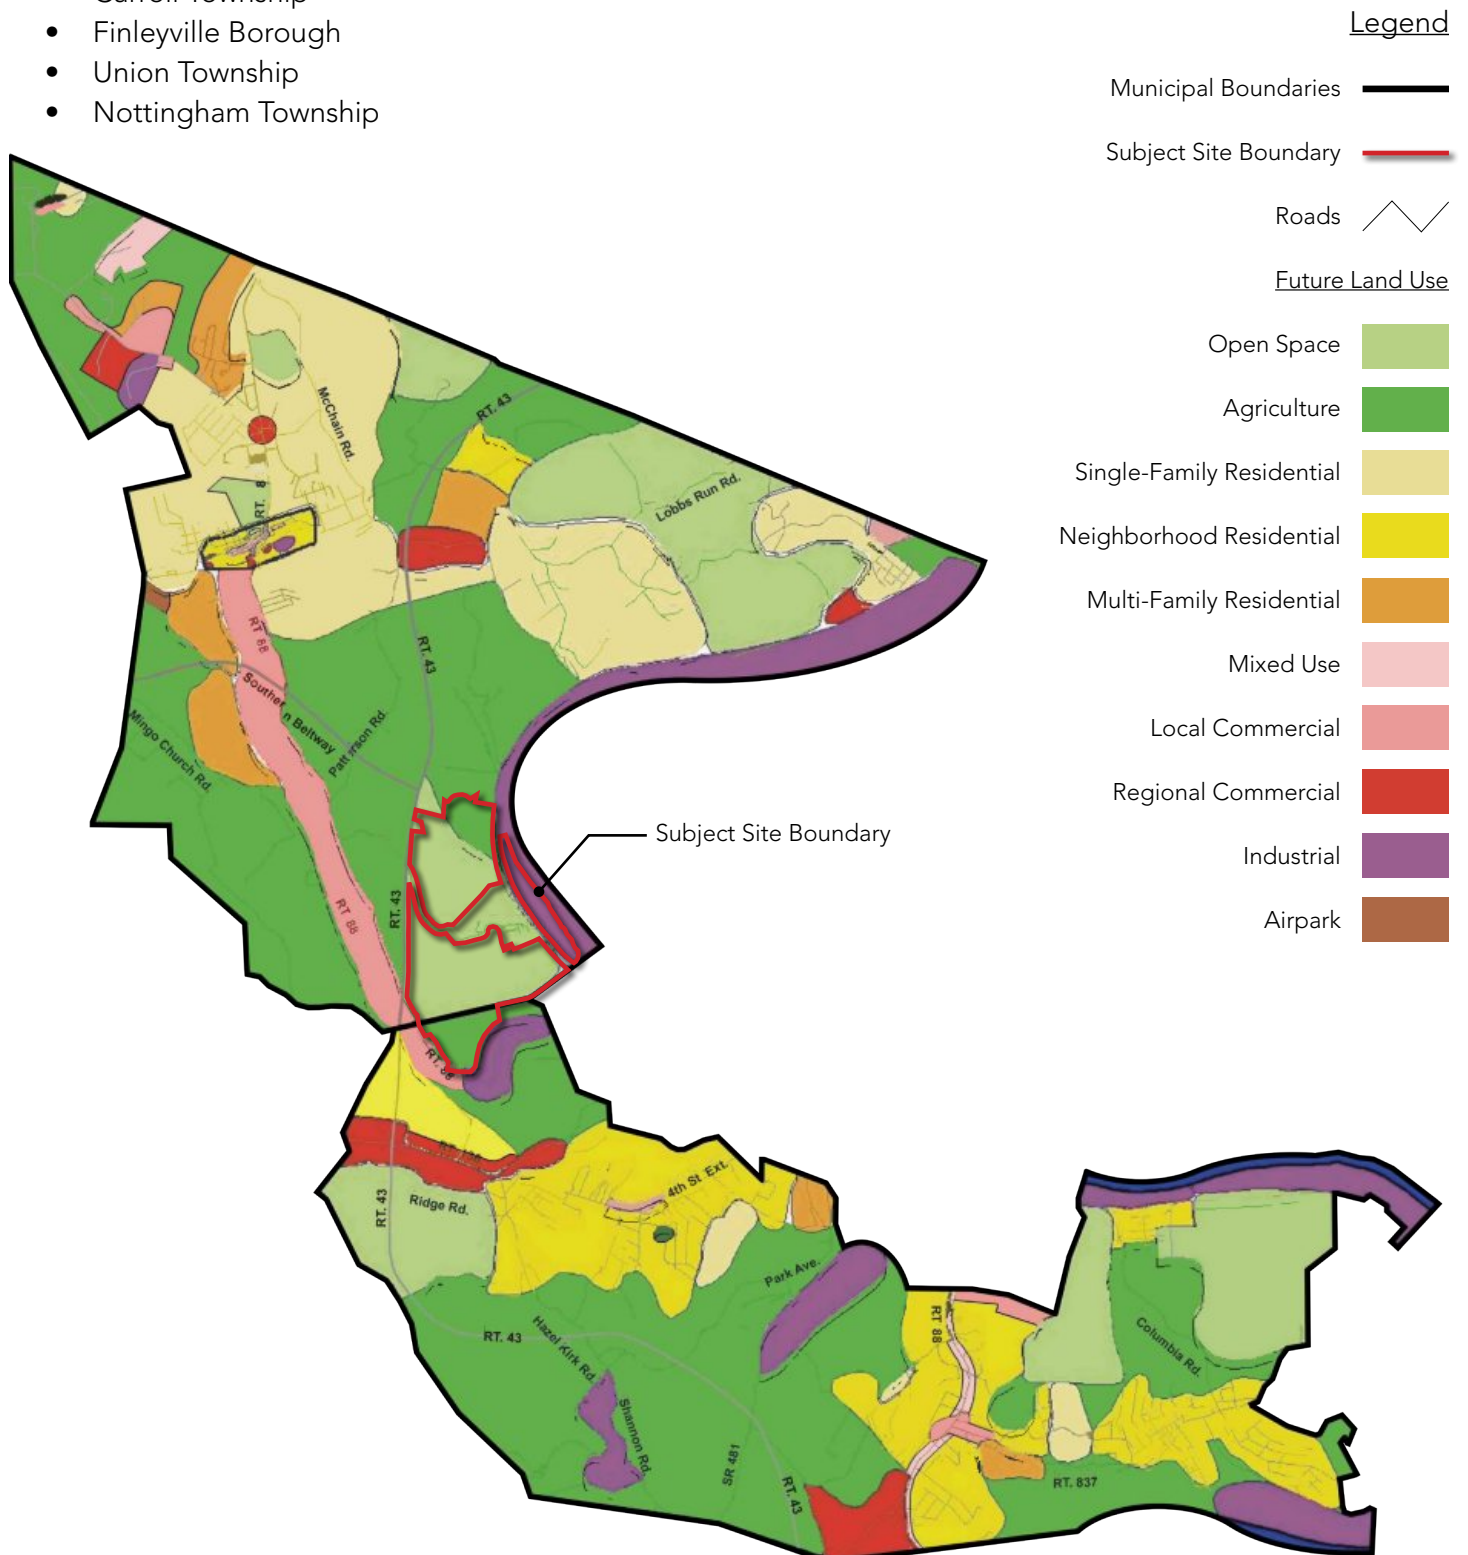 Carroll Township
• Finleyville Borough
• Union Township
• Nottingham Township
Legend
Municipal Boundaries
Subject Site Boundary
Roads
Future Land Use
Open Space
Agriculture
Single-Family Residential
Neighborhood Residential
Multi-Family Residential
Mixed Use
Local Commercial
Regional Commercial
Industrial
Airpark
McChain Rd.
RT. 43
RT. 8
Lobbs Run Rd.
RT 88
RT. 43
Souther
n Beltway
Mingo Church Rd.
Subject Site Boundary
RT 88
RT. 43
RT. 43
Ridge Rd.
4th St Ext.
Park Ave.
RT. 43
Hazel Kirk Rd.
Shannon Rd.
SR 481
RT. 43
RT 88
Columbia Rd.
RT. 837